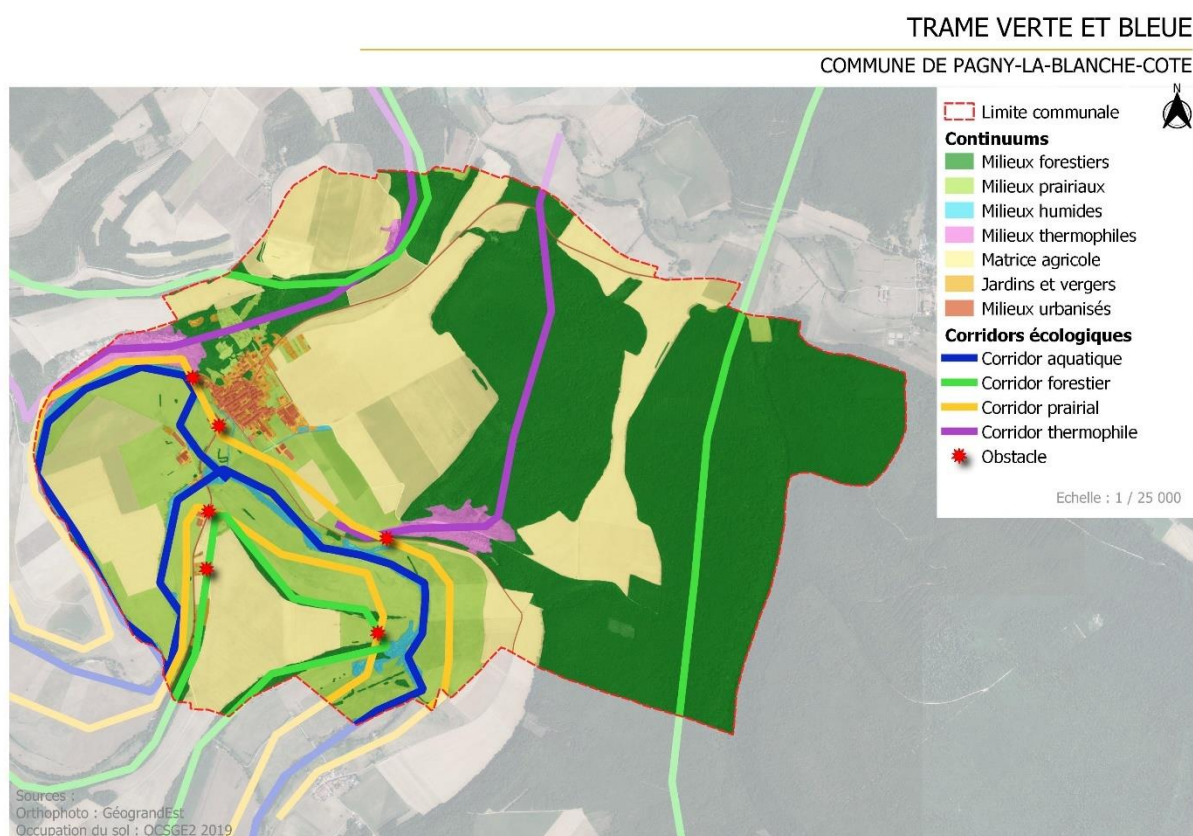 TRAME VERTE ET BLEUE
COMMUNE DE PAGNY-LA-BLANCHE-COTE
N
Limite communale
Continuums
Milieux forestiers
Milieux prairiaux
Milieux humides
Milieux thermophiles
Matrice agricole
Jardins et vergers
Milieux urbanisés
Corridors écologiques
Corridor aquatique
Corridor forestier
Corridor prairial
Corridor thermophile
Obstacle
Echelle : 1 / 25 000
Sources :
Orthophoto : GéograndEst
Occupation du sol : OCSGE2 2019